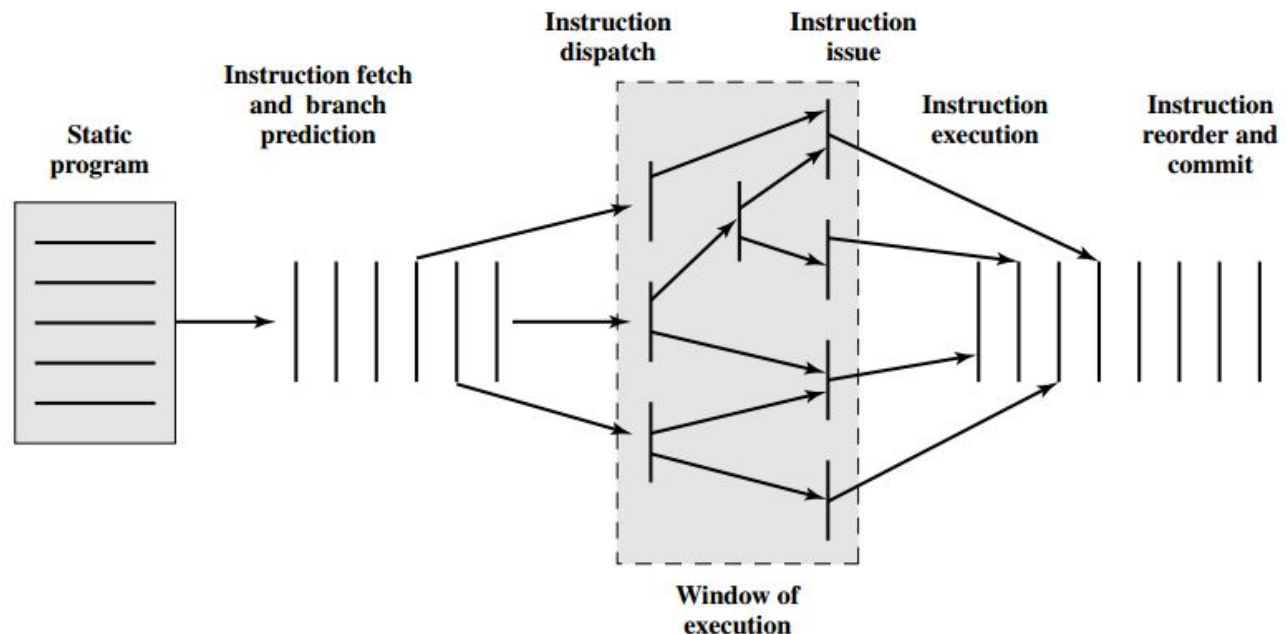 Static
program
Instruction fetch
and branch
prediction
Instruction
dispatch
Instruction
issue
Instruction
execution
Instruction
reorder and
commit
Window of
execution